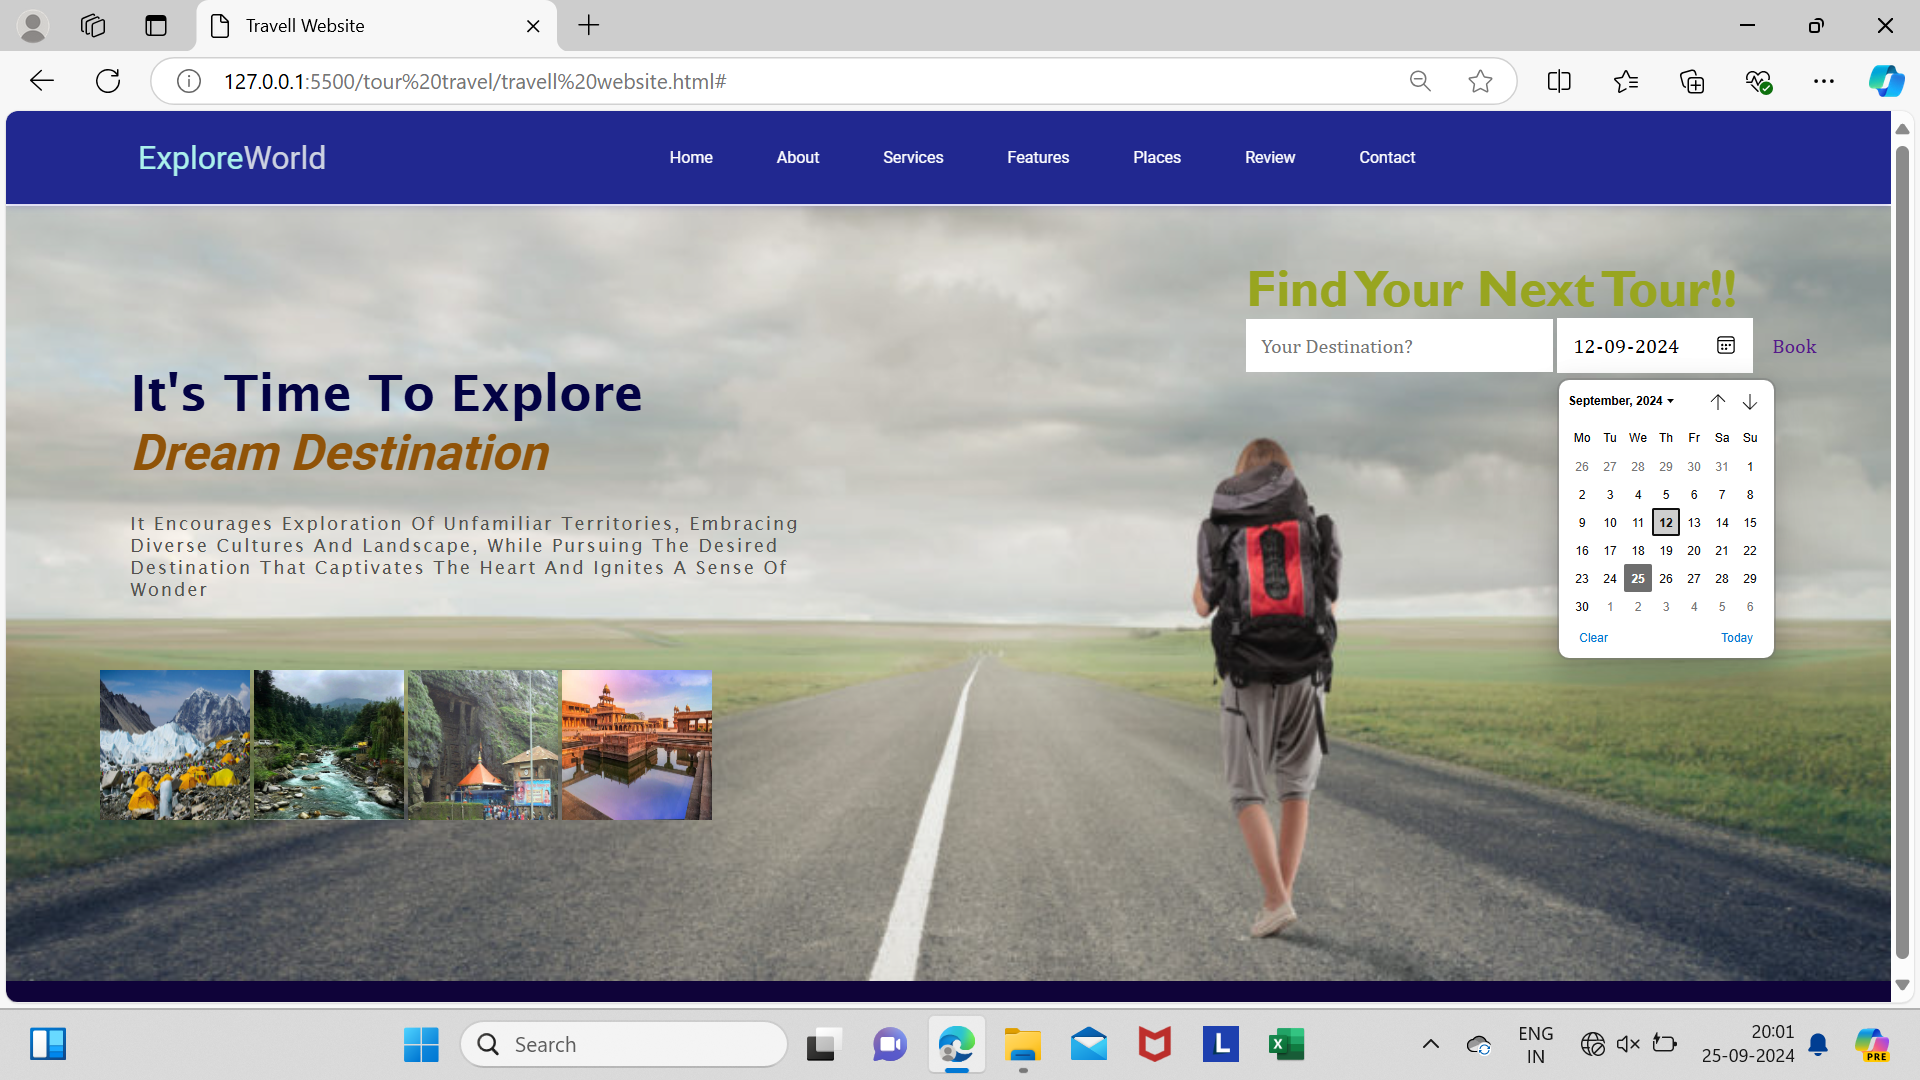 Travell Website
127.0.0.1:5500/tour%20travel/travell%20website.html#
ExploreWorld
Home About Services Features Places Review Contact
Find Your Next Tour!!
Your Destination? 12-09-2024 Book
It's Time To Explore
Dream Destination
It Encourages Exploration Of Unfamiliar Territories, Embracing
Diverse Cultures And Landscape, While Pursuing The Desired
Destination That Captivates The Heart And Ignites A Sense Of
Wonder
September, 2024
Mo Tu We Th Fr Sa Su
26 27 28 29 30 31 1
2 3 4 5 6 7 8
9 10 11 12 13 14 15
16 17 18 19 20 21 22
23 24 25 26 27 28 29
30 1 2 3 4 5 6
Clear Today
Search
L
X
ENG
IN
20:01
25-09-2024
PRE